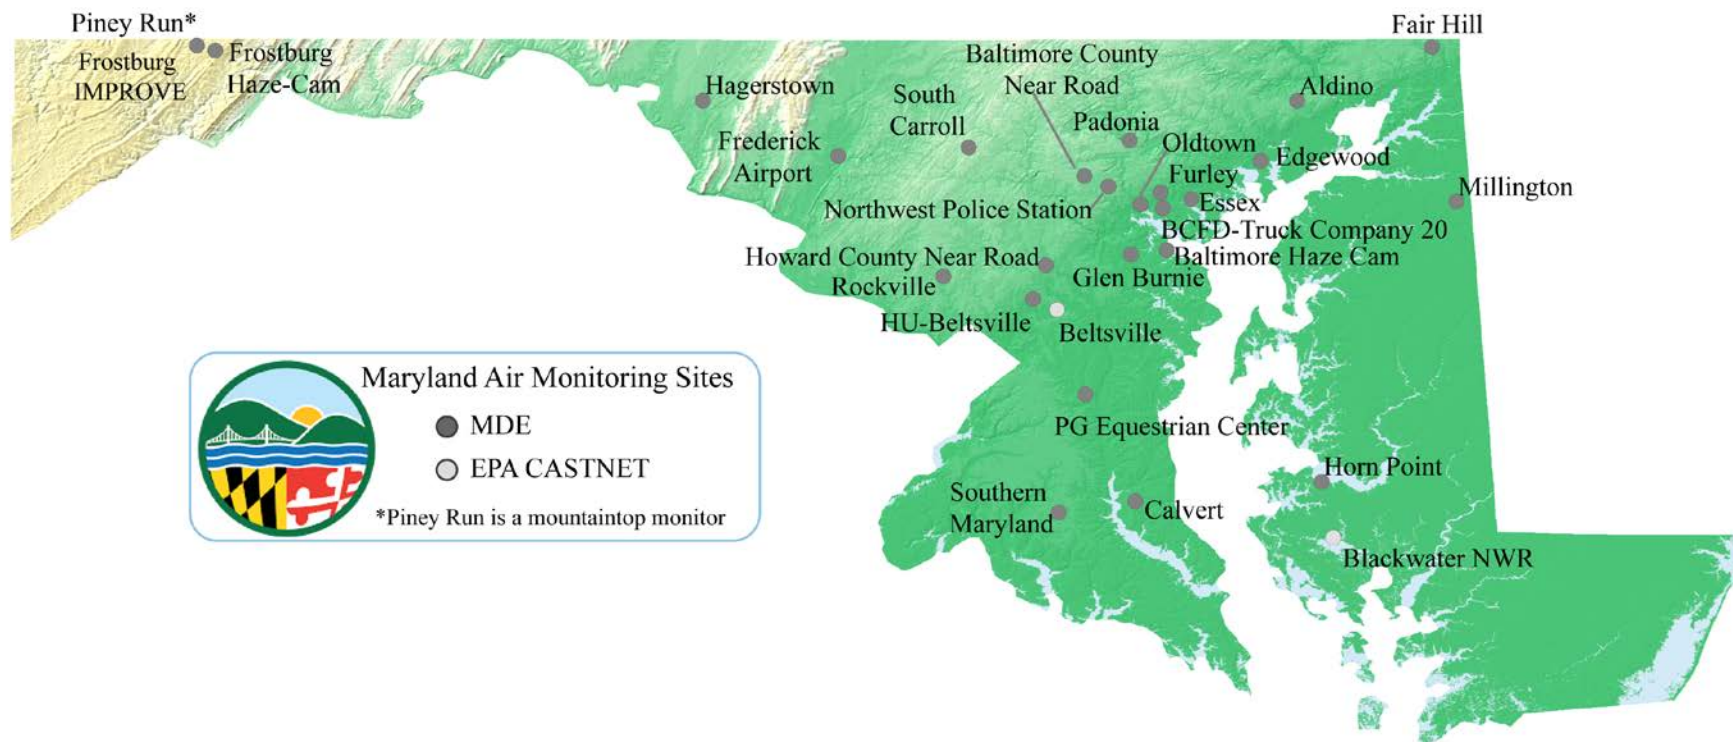 Piney Run*
Frostburg
IMPROVE
Frostburg
Haze-Cam
Hagerstown
Frederick
Airport
South
Carroll
Baltimore County
Near Road
Padonia
Oldtown
Furley
Essex
Northwest Police Station
BCFD-Truck Company 20
Baltimore Haze Cam
Glen Burnie
Fair Hill
Aldino
Edgewood
Millington
Howard County Near Road
Rockville
HU-Beltsville
Beltsville
PG Equestrian Center
Southern
Maryland
Calvert
Horn Point
Blackwater NWR
Maryland Air Monitoring Sites
MDE
EPA CASTNET
*Piney Run is a mountaintop monitor